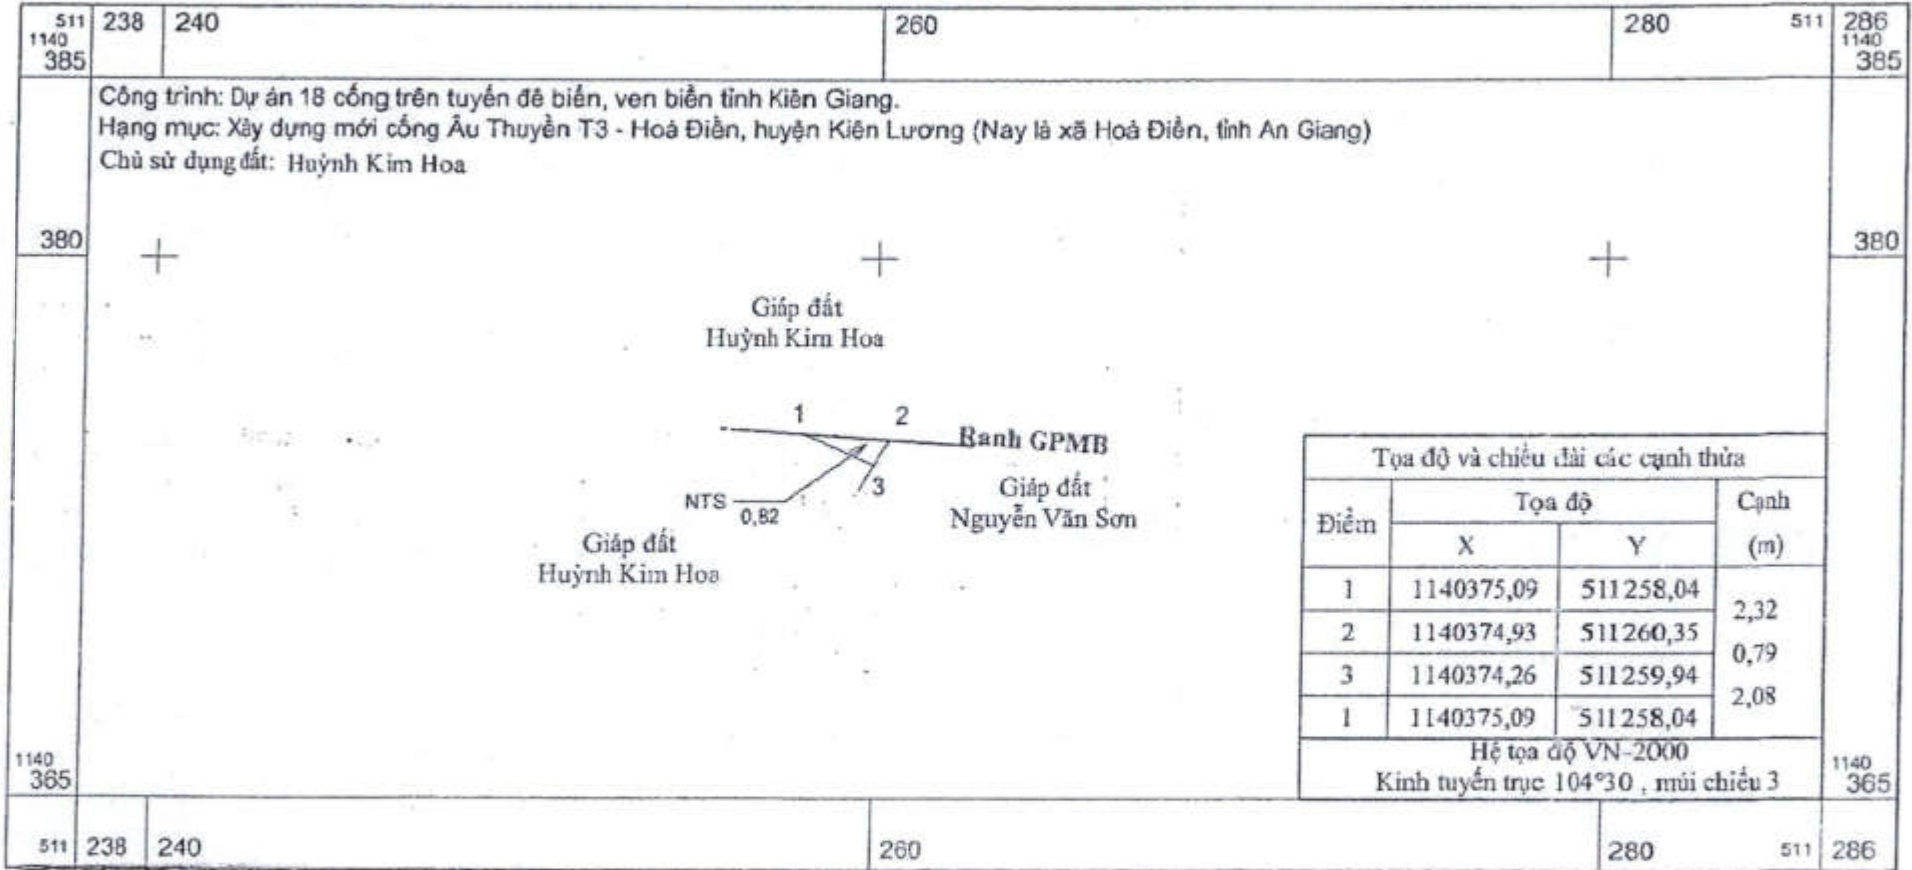 511 238 240 260 280 511 286
1140 1140
385 385
Công trình: Dự án 18 cống trên tuyến đê biển, ven biển tỉnh Kiên Giang.
Hạng mục: Xây dựng mới cống Âu Thuyền T3 - Hoà Điền, huyện Kiên Lương (Nay là xã Hoà Điền, tỉnh An Giang)
Chủ sử dụng đất: Huỳnh Kim Hoa
380 380
Giáp đất
Huỳnh Kim Hoa
1 2
Ranh GPMB
3
NTS
0,82
Giáp đất
Nguyễn Văn Sơn
Giáp đất
Huỳnh Kim Hoa
Tọa độ và chiều dài các cạnh thửa
Điểm Tọa độ Cạnh
X Y (m)
1 1140375,09 511258,04
2,32
2 1140374,93 511260,35
0,79
3 1140374,26 511259,94
2,08
1 1140375,09 511258,04
Hệ tọa độ VN-2000
Kinh tuyến trục 104°30 , múi chiếu 3
1140 1140
365 365
511 238 240 260 280 511 286